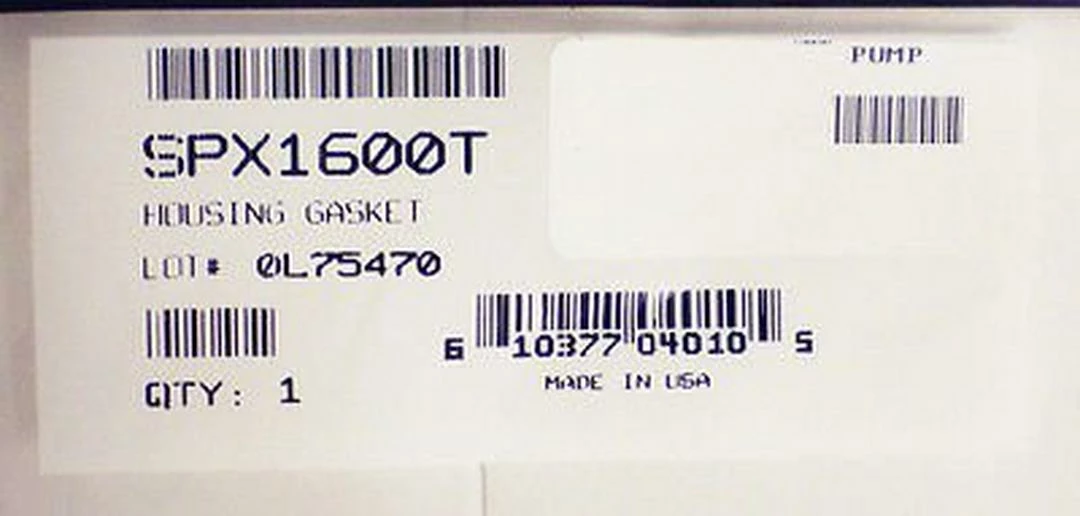 PUMP
SPX1600T
HOUSING GASKET
LOT# 0L75470
6 10377 04010 5
MADE IN USA
QTY: 1